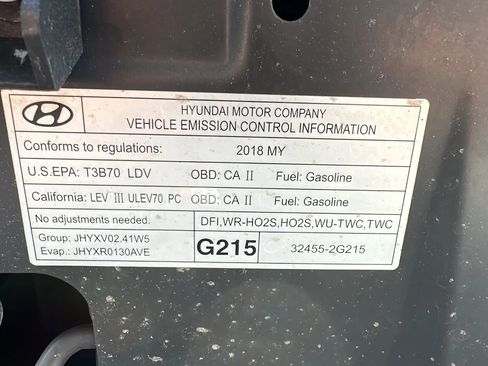 HYUNDAI MOTOR COMPANY
VEHICLE EMISSION CONTROL INFORMATION
Conforms to regulations: 2018 MY
U.S.EPA: T3B70 LDV OBD: CA II Fuel: Gasoline
California: LEV III ULEV70 PC OBD: CA II Fuel: Gasoline
No adjustments needed. DFI,WR-HO2S,HO2S,WU-TWC,TWC
Group: JHYXV02.41W5
Evap.: JHYXR0130AVE
G215
32455-2G215